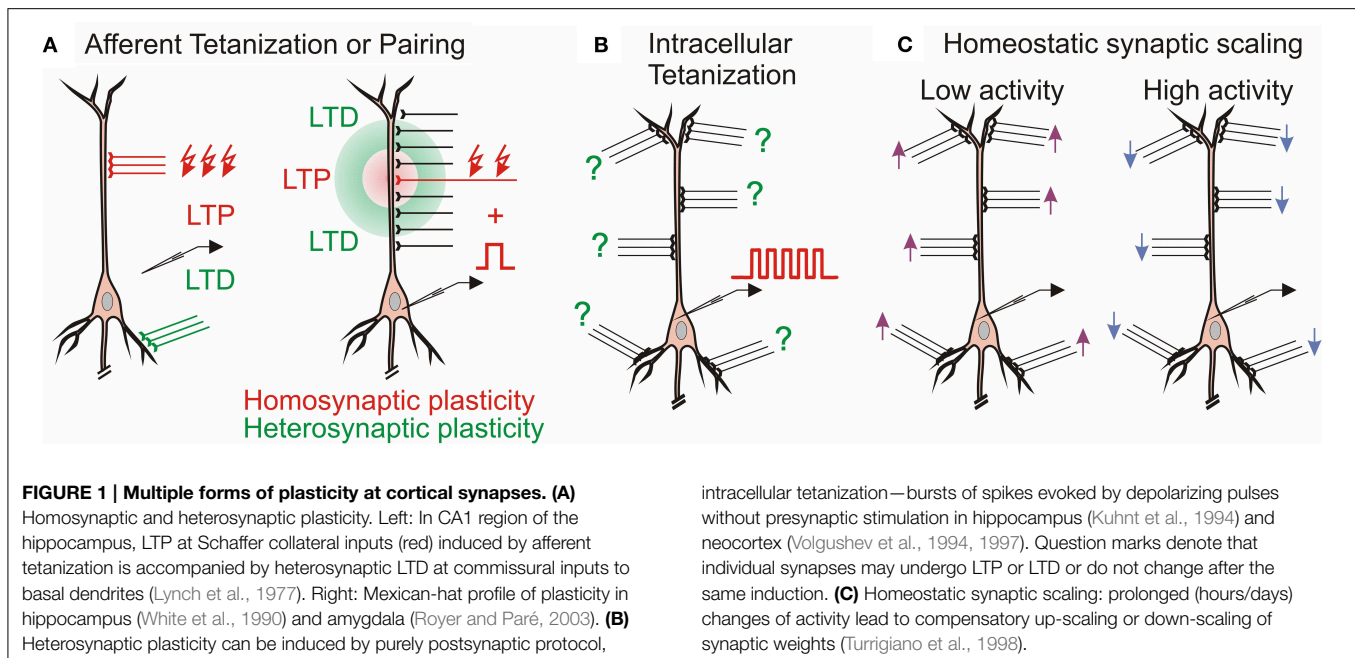 A Afferent Tetanization or Pairing
LTP
LTD
LTD
LTP
LTD
+
Homosynaptic plasticity
Heterosynaptic plasticity
B Intracellular
Tetanization
?
?
?
?
?
?
C Homeostatic synaptic scaling
Low activity
High activity
FIGURE 1 | Multiple forms of plasticity at cortical synapses. (A)
Homosynaptic and heterosynaptic plasticity. Left: In CA1 region of the
hippocampus, LTP at Schaffer collateral inputs (red) induced by afferent
tetanization is accompanied by heterosynaptic LTD at commissural inputs to
basal dendrites (Lynch et al., 1977). Right: Mexican-hat profile of plasticity in
hippocampus (White et al., 1990) and amygdala (Royer and Paré, 2003). (B)
Heterosynaptic plasticity can be induced by purely postsynaptic protocol,
intracellular tetanization—bursts of spikes evoked by depolarizing pulses
without presynaptic stimulation in hippocampus (Kuhnt et al., 1994) and
neocortex (Volgushev et al., 1994, 1997). Question marks denote that
individual synapses may undergo LTP or LTD or do not change after the
same induction. (C) Homeostatic synaptic scaling: prolonged (hours/days)
changes of activity lead to compensatory up-scaling or down-scaling of
synaptic weights (Turrigiano et al., 1998).